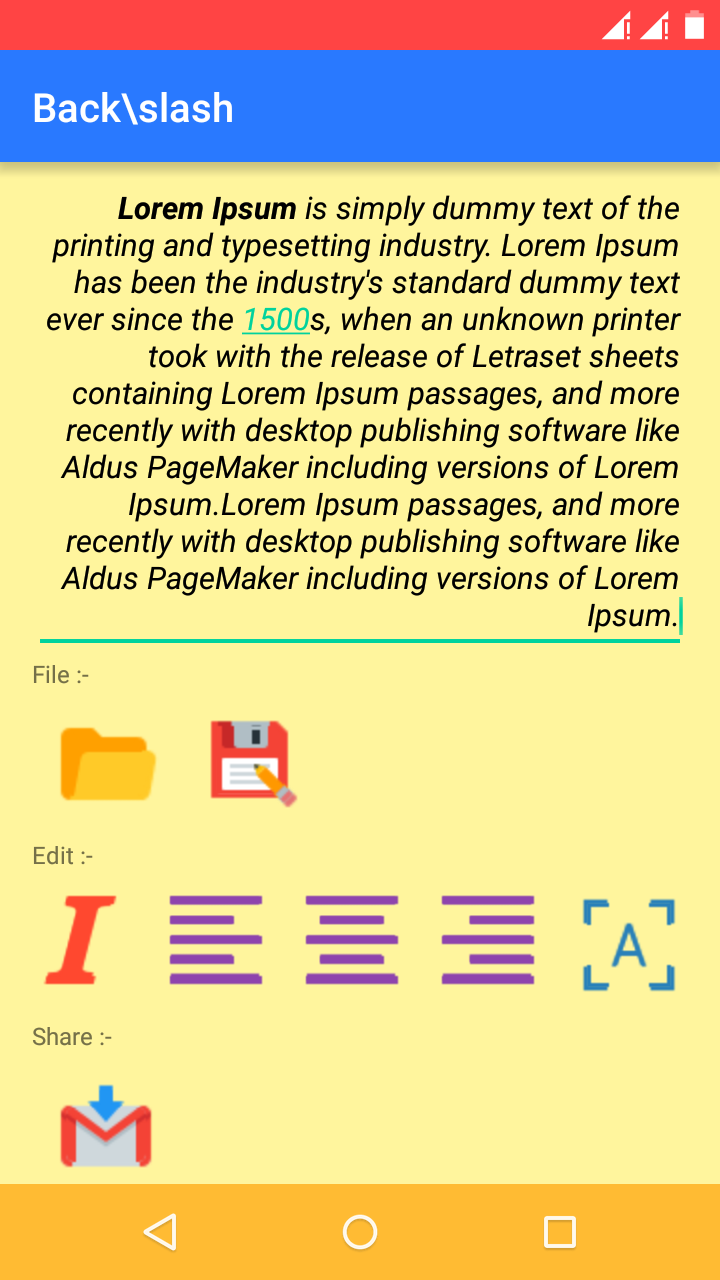 Back\slash
Lorem Ipsum is simply dummy text of the
printing and typesetting industry. Lorem Ipsum
has been the industry's standard dummy text
ever since the 1500s, when an unknown printer
took with the release of Letraset sheets
containing Lorem Ipsum passages, and more
recently with desktop publishing software like
Aldus PageMaker including versions of Lorem
Ipsum.Lorem Ipsum passages, and more
recently with desktop publishing software like
Aldus PageMaker including versions of Lorem
Ipsum.
File :-
Edit :-
I
A
Share :-